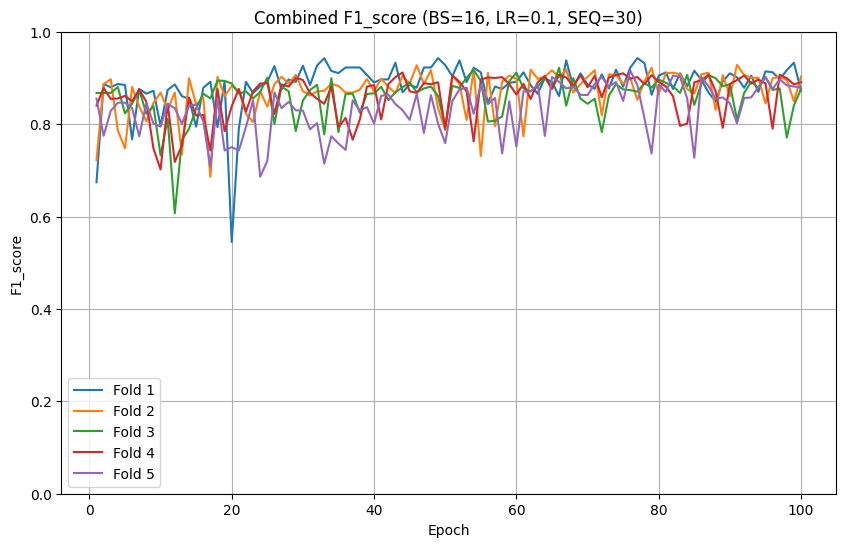 Combined F1_score (BS=16, LR=0.1, SEQ=30)
F1_score
1.0
0.8
0.6
0.4
0.2
0.0
Fold 1
Fold 2
Fold 3
Fold 4
Fold 5
0 20 40 60 80 100
Epoch